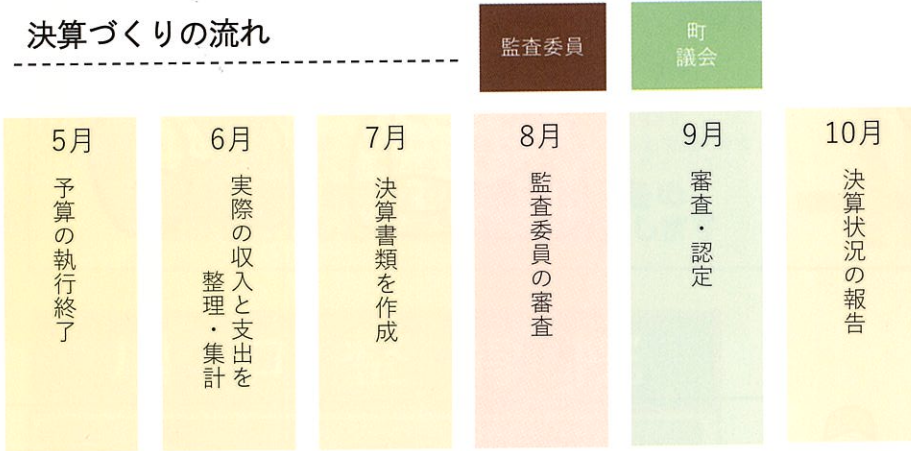 決算づくりの流れ
監査委員
町
議会
5月
予算の執行終了
6月
実際の収入と支出を
整理・集計
7月
決算書類を作成
8月
監査委員の審査
9月
審査・認定
10月
決算状況の報告